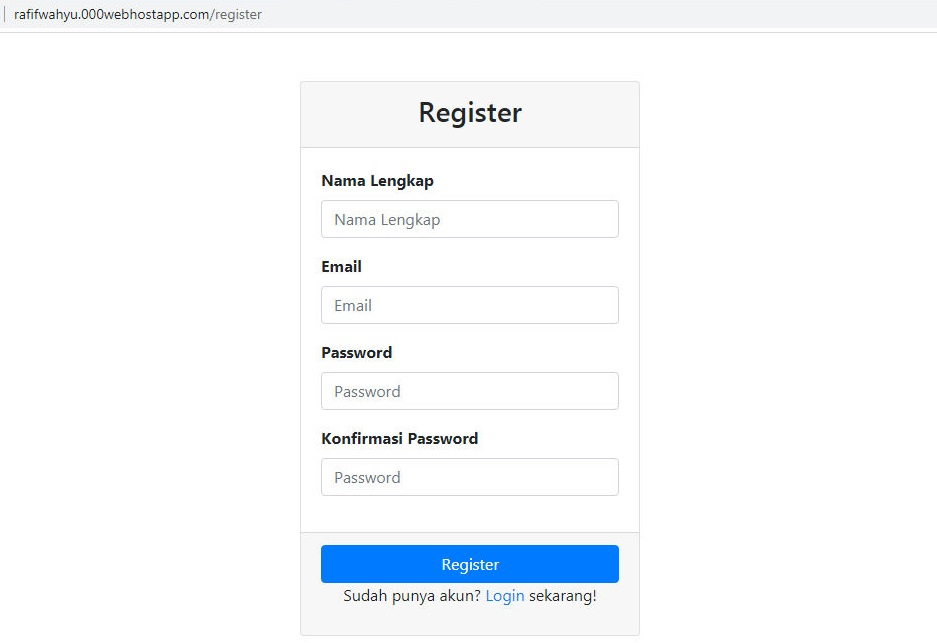 rafifwahyu.000webhostapp.com/register
Register
Nama Lengkap
Nama Lengkap
Email
Email
Password
Password
Konfirmasi Password
Password
Register
Sudah punya akun? Login sekarang!